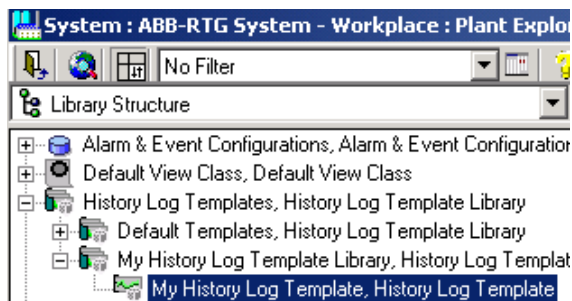 System : ABB-RTG System - Workplace : Plant Explor
No Filter
Library Structure
Alarm & Event Configurations, Alarm & Event Configuration
Default View Class, Default View Class
History Log Templates, History Log Template Library
Default Templates, History Log Template Library
My History Log Template Library, History Log Templat
My History Log Template, History Log Template